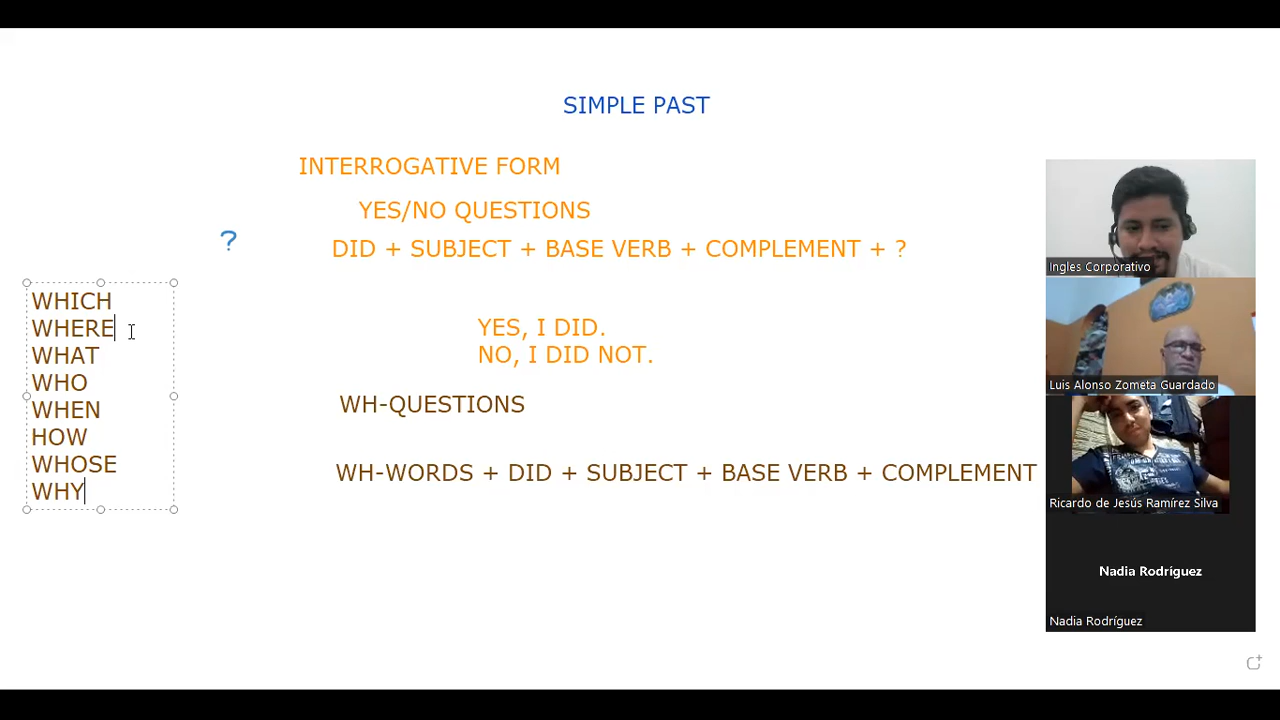 SIMPLE PAST
INTERROGATIVE FORM
YES/NO QUESTIONS
?
DID + SUBJECT + BASE VERB + COMPLEMENT + ?
WHICH
WHERE
WHAT
WHO
WHEN
HOW
WHOSE
WHY
YES, I DID.
NO, I DID NOT.
WH-QUESTIONS
WH-WORDS + DID + SUBJECT + BASE VERB + COMPLEMENT
Ingles Corporativo
Luis Alonso Zometa Guardado
Ricardo de Jesús Ramírez Silva
Nadia Rodríguez
Nadia Rodríguez